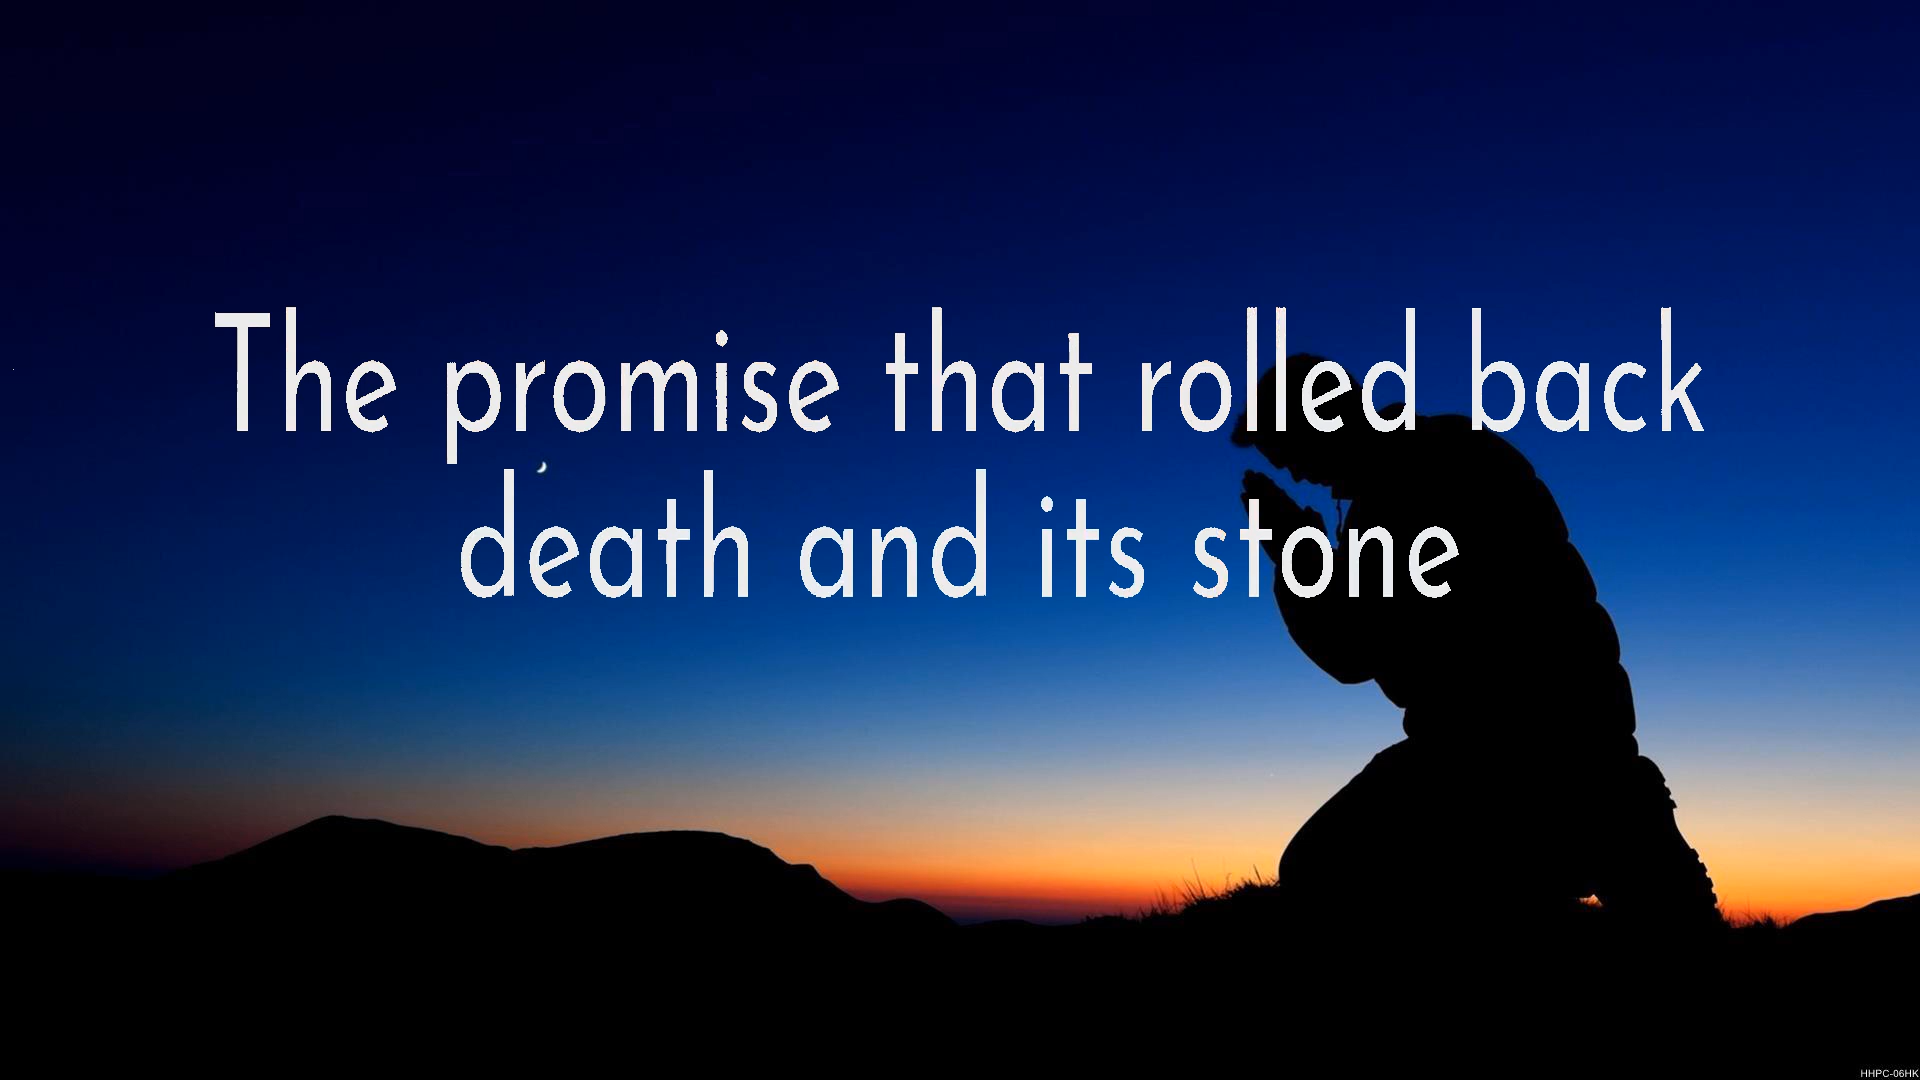 The promise that rolled back
death and its stone
HHPC-06HK